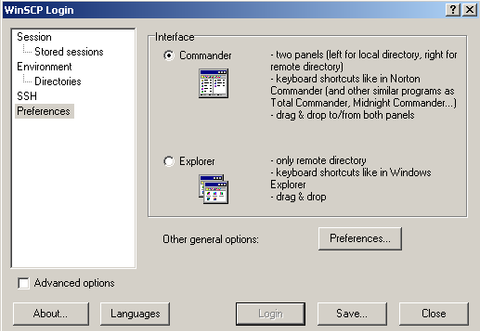 WinSCP Login
Session
Stored sessions
Environment
Directories
SSH
Preferences
Interface
Commander
- two panels (left for local directory, right for
remote directory)
- keyboard shortcuts like in Norton
Commander (and other similar programs as
Total Commander, Midnight Commander...)
- drag & drop to/from both panels
Explorer
- only remote directory
- keyboard shortcuts like in Windows
Explorer
- drag & drop
Other general options:
Preferences...
Advanced options
About...
Languages
Login
Save...
Close